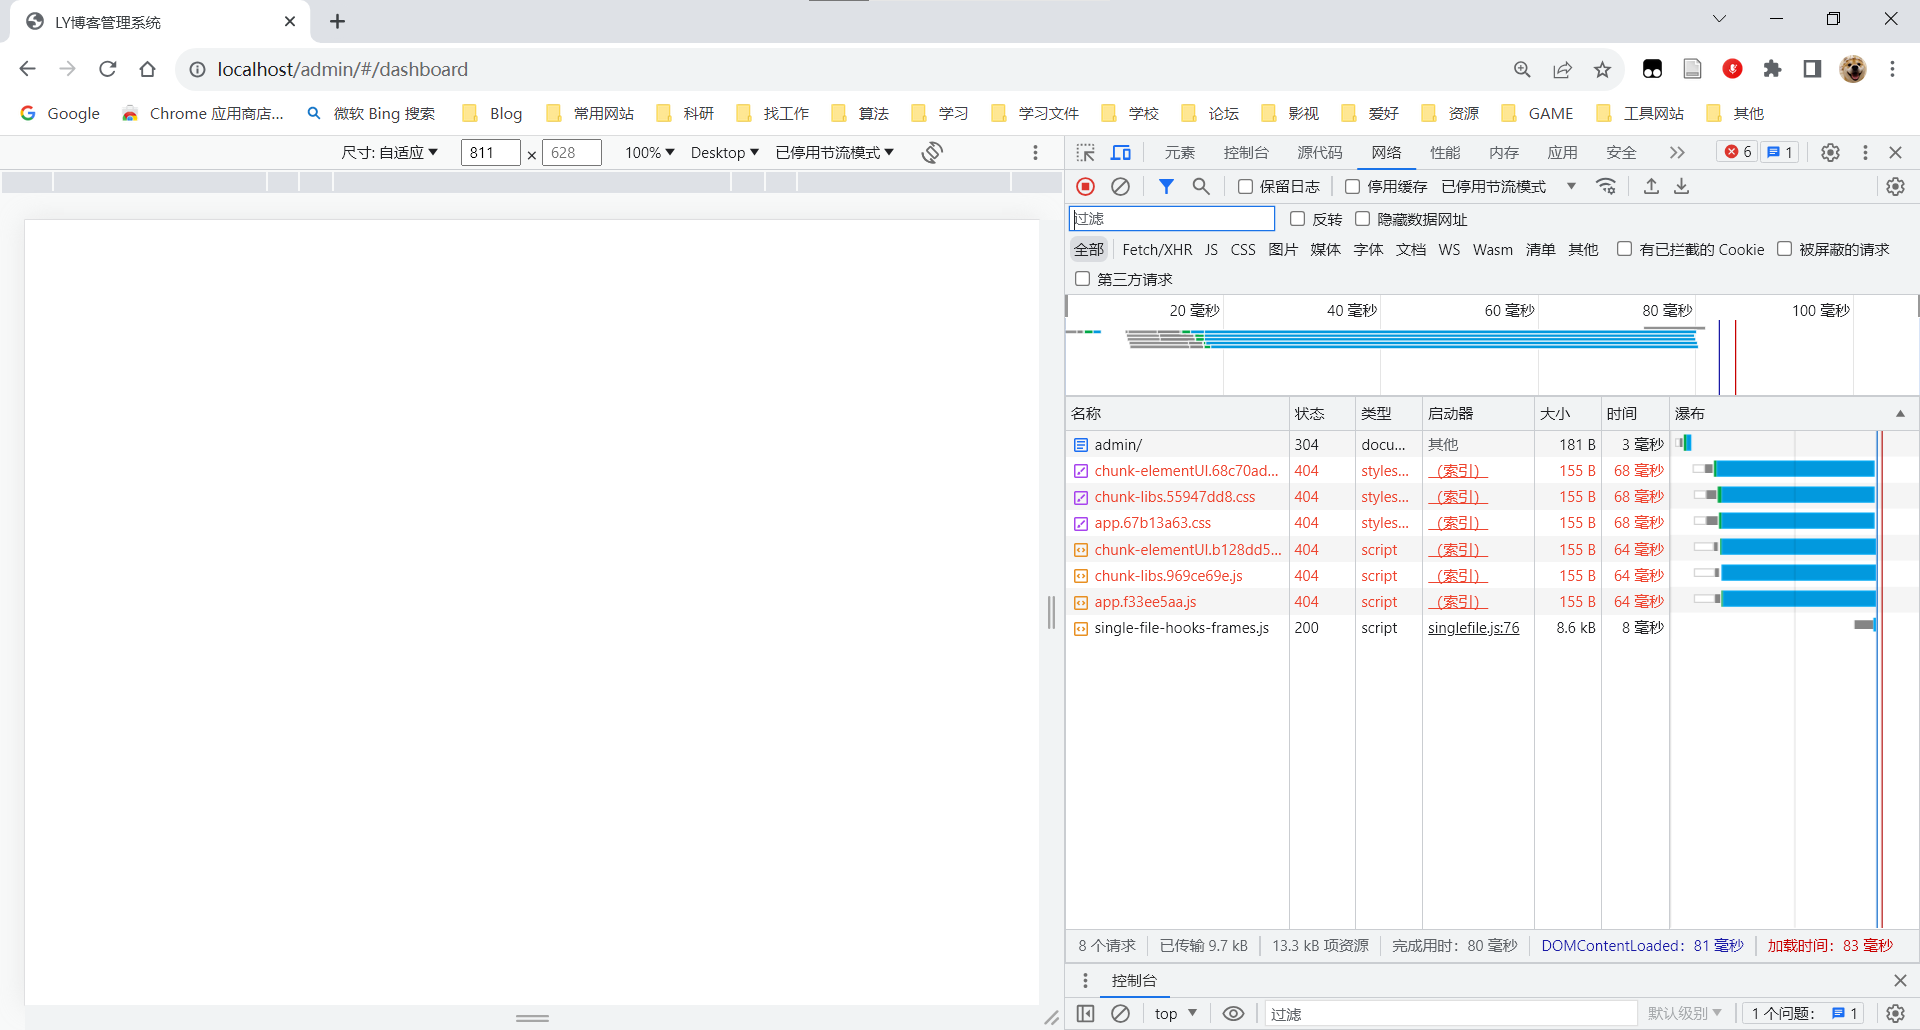 LY博客管理系统
localhost/admin/#/dashboard
Google Chrome 应用商店... 微软 Bing 搜索 Blog 常用网站 科研 找工作 算法 学习 学习文件 学校 论坛 影视 爱好 资源 GAME 工具网站 其他
尺寸: 自适应 811 × 628 100% Desktop 已停用节流模式
元素 控制台 源代码 网络 性能 内存 应用 安全 6 1
保留日志 停用缓存 已停用节流模式
过滤 反转 隐藏数据网址
全部 Fetch/XHR JS CSS 图片 媒体 字体 文档 WS Wasm 清单 其他 有已拦截的 Cookie 被屏蔽的请求
第三方请求
20 毫秒 40 毫秒 60 毫秒 80 毫秒 100 毫秒
名称 状态 类型 启动器 大小 时间 瀑布
admin/ 304 docu... 其他 181 B 3 毫秒
chunk-elementUI.68c70ad... 404 styles... （索引） 155 B 68 毫秒
chunk-libs.55947dd8.css 404 styles... （索引） 155 B 68 毫秒
app.67b13a63.css 404 styles... （索引） 155 B 68 毫秒
chunk-elementUI.b128dd5... 404 script （索引） 155 B 64 毫秒
chunk-libs.969ce69e.js 404 script （索引） 155 B 64 毫秒
app.f33ee5aa.js 404 script （索引） 155 B 64 毫秒
single-file-hooks-frames.js 200 script singlefile.js:76 8.6 kB 8 毫秒
8 个请求 已传输 9.7 kB 13.3 kB 项资源 完成用时：80 毫秒 DOMContentLoaded：81 毫秒 加载时间：83 毫秒
控制台
top 过滤 默认级别 1 个问题： 1